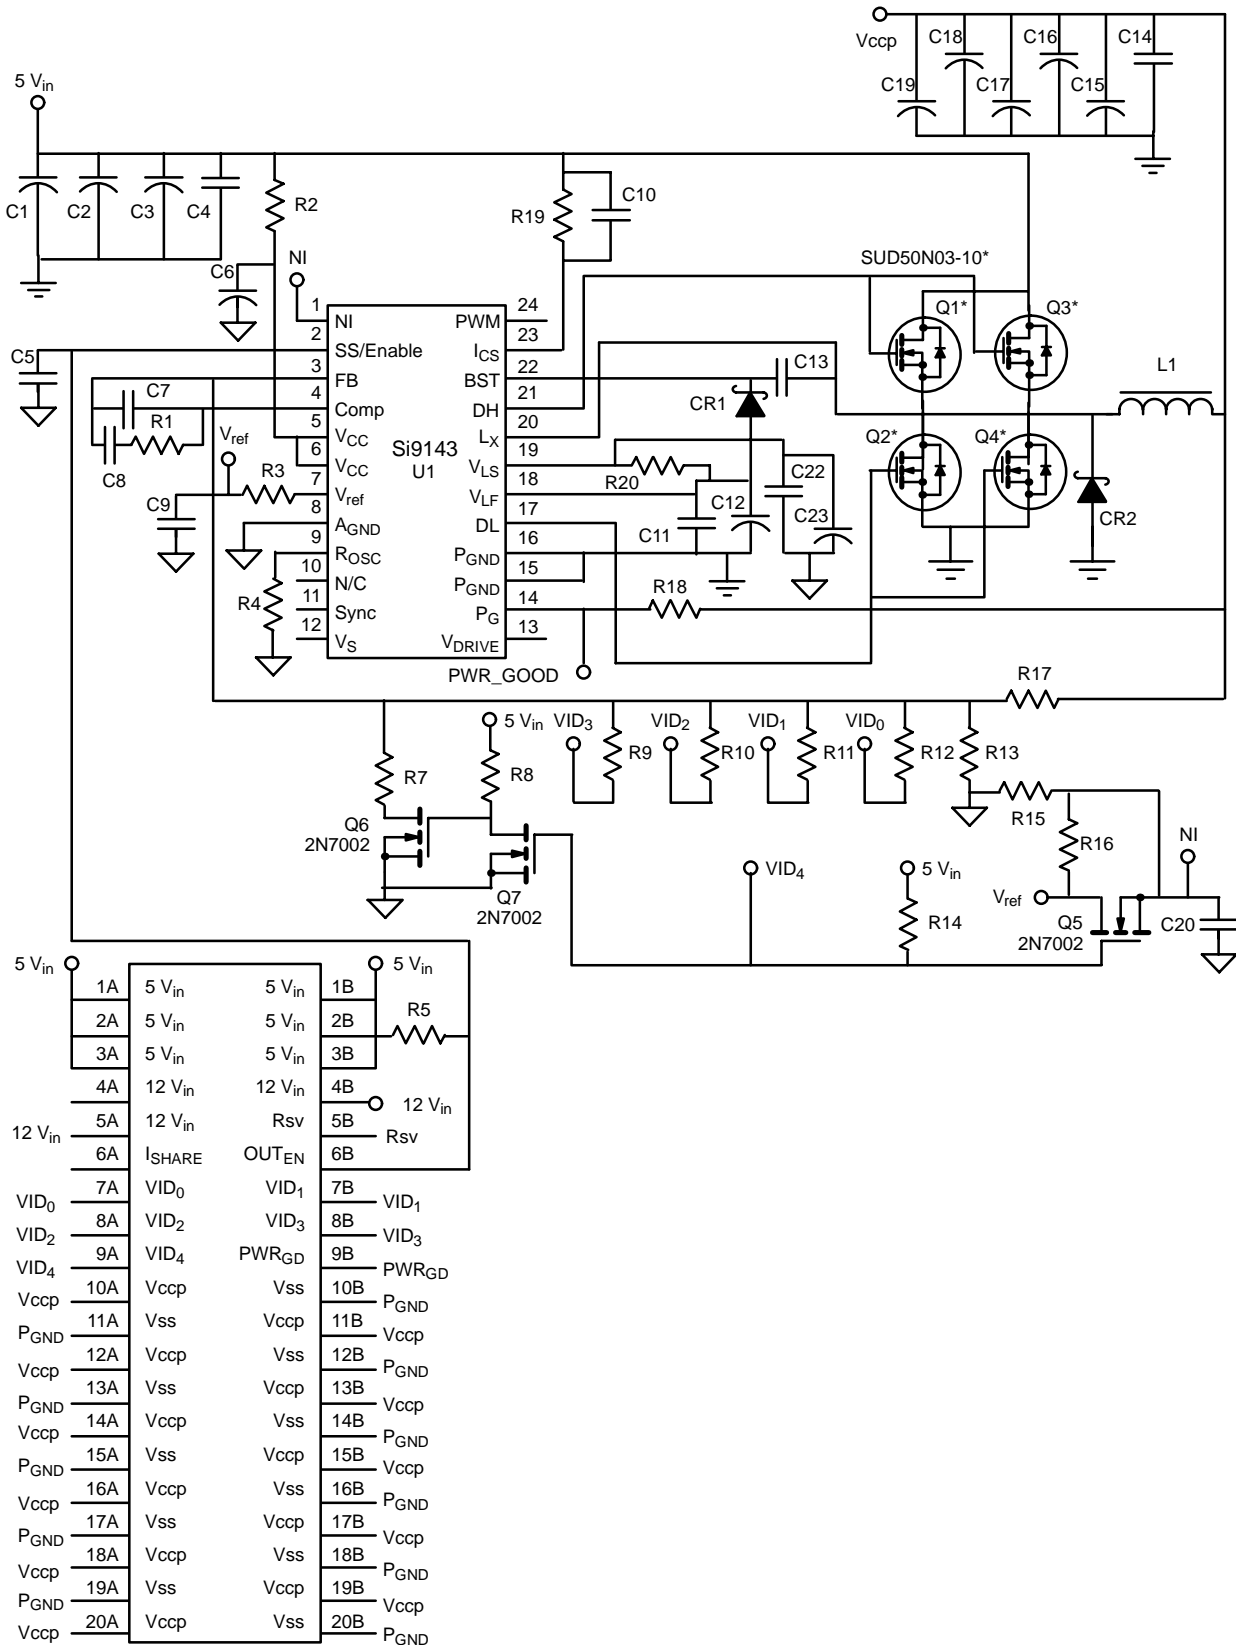 Vccp
C18
C16
C14
C19
C17
C15
5 Vin
C1
C2
C3
C4
R2
R19
C10
C6
NI
SUD50N03-10*
Q1*
Q3*
Q2*
Q4*
L1
C5
C7
R1
C8
Vref
R3
C9
R4
1
2
3
4
5
6
7
8
9
10
11
12
NI
SS/Enable
FB
Comp
VCC
VCC
Vref
AGND
ROSC
N/C
Sync
VS
Si9143
U1
24
23
22
21
20
19
18
17
16
15
14
13
PWM
ICS
BST
DH
LX
VLS
VLF
DL
PGND
PGND
PG
VDRIVE
C13
CR1
R20
C22
C12
C11
C23
CR2
R18
PWR_GOOD
R17
5 Vin
VID3
VID2
VID1
VID0
R7
R8
R9
R10
R11
R12
R13
R15
R16
NI
Q6
2N7002
Q7
2N7002
VID4
5 Vin
R14
Vref
Q5
2N7002
C20
5 Vin
5 Vin
1A 5 Vin 5 Vin 1B
2A 5 Vin 5 Vin 2B
R5
3A 5 Vin 5 Vin 3B
4A 12 Vin 12 Vin 4B
12 Vin
12 Vin 5A 12 Vin Rsv 5B Rsv
6A ISHARE OUTEN 6B
VID0 7A VID0 VID1 7B VID1
VID2 8A VID2 VID3 8B VID3
VID4 9A VID4 PWRGD 9B PWRGD
Vccp 10A Vccp Vss 10B PGND
PGND 11A Vss Vccp 11B Vccp
Vccp 12A Vccp Vss 12B PGND
PGND 13A Vss Vccp 13B Vccp
Vccp 14A Vccp Vss 14B PGND
PGND 15A Vss Vccp 15B Vccp
Vccp 16A Vccp Vss 16B PGND
PGND 17A Vss Vccp 17B Vccp
Vccp 18A Vccp Vss 18B PGND
PGND 19A Vss Vccp 19B Vccp
Vccp 20A Vccp Vss 20B PGND